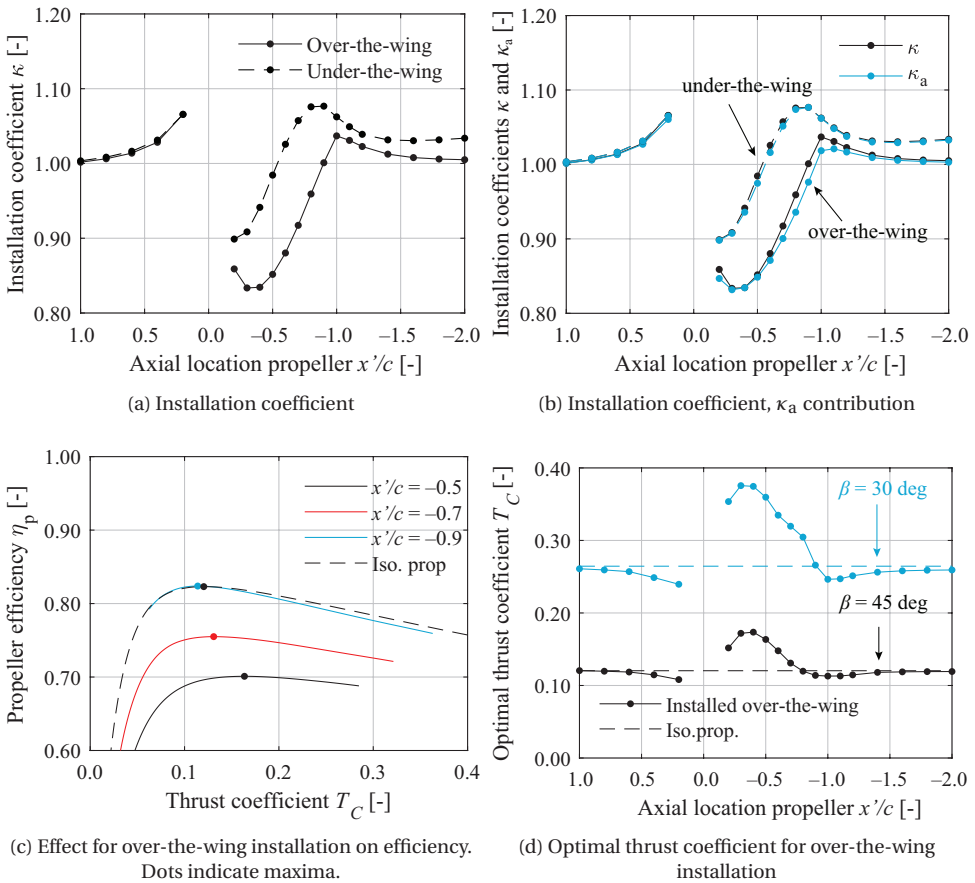 1.20
1.10
1.00
0.90
0.80
Installation coefficient κ [-]
Over-the-wing
Under-the-wing
1.0 0.5 0.0 −0.5 −1.0 −1.5 −2.0
Axial location propeller x’/c [-]
(a) Installation coefficient
1.20
1.10
1.00
0.90
0.80
Installation coefficients κ and κa [-]
κ
κa
under-the-wing
over-the-wing
1.0 0.5 0.0 −0.5 −1.0 −1.5 −2.0
Axial location propeller x’/c [-]
(b) Installation coefficient, κa contribution
1.00
0.90
0.80
0.70
0.60
Propeller efficiency ηp [-]
x’/c = −0.5
x’/c = −0.7
x’/c = −0.9
Iso. prop
0.0 0.1 0.2 0.3 0.4
Thrust coefficient TC [-]
(c) Effect for over-the-wing installation on efficiency.
Dots indicate maxima.
0.40
0.30
0.20
0.10
0.00
Optimal thrust coefficient TC [-]
β = 30 deg
β = 45 deg
Installed over-the-wing
Iso.prop.
1.0 0.5 0.0 −0.5 −1.0 −1.5 −2.0
Axial location propeller x’/c [-]
(d) Optimal thrust coefficient for over-the-wing
installation